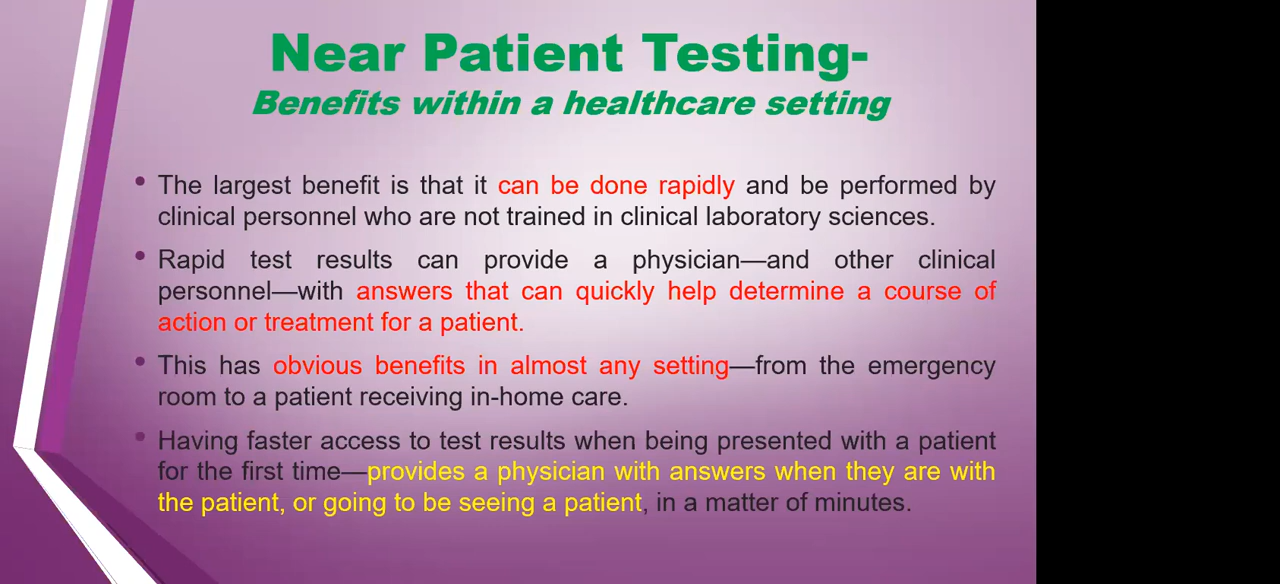 Near Patient Testing-
Benefits within a healthcare setting
• The largest benefit is that it can be done rapidly and be performed by
clinical personnel who are not trained in clinical laboratory sciences.
• Rapid test results can provide a physician—and other clinical
personnel—with answers that can quickly help determine a course of
action or treatment for a patient.
• This has obvious benefits in almost any setting—from the emergency
room to a patient receiving in-home care.
• Having faster access to test results when being presented with a patient
for the first time—provides a physician with answers when they are with
the patient, or going to be seeing a patient, in a matter of minutes.